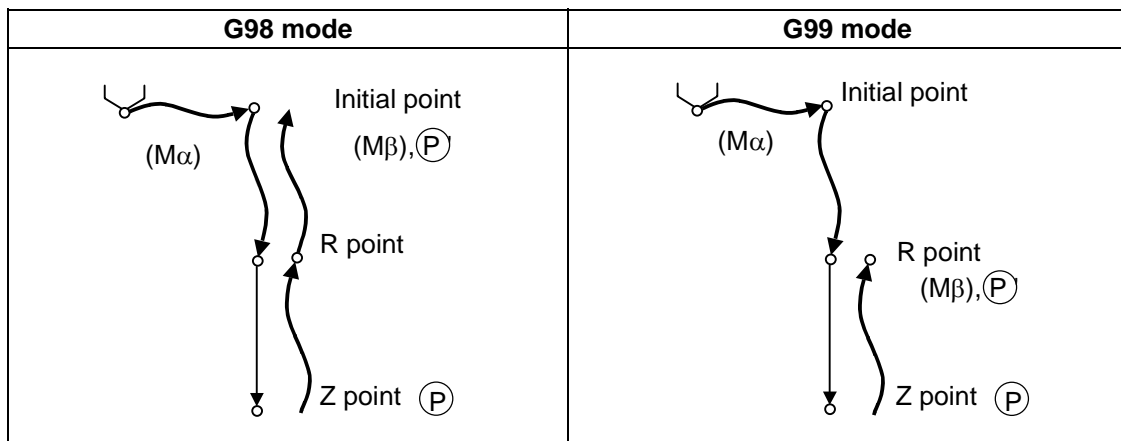 G98 mode
G99 mode
Initial point
(Mα)
(Mβ), P'
R point
Z point P
Initial point
(Mα)
R point
(Mβ), P'
Z point P